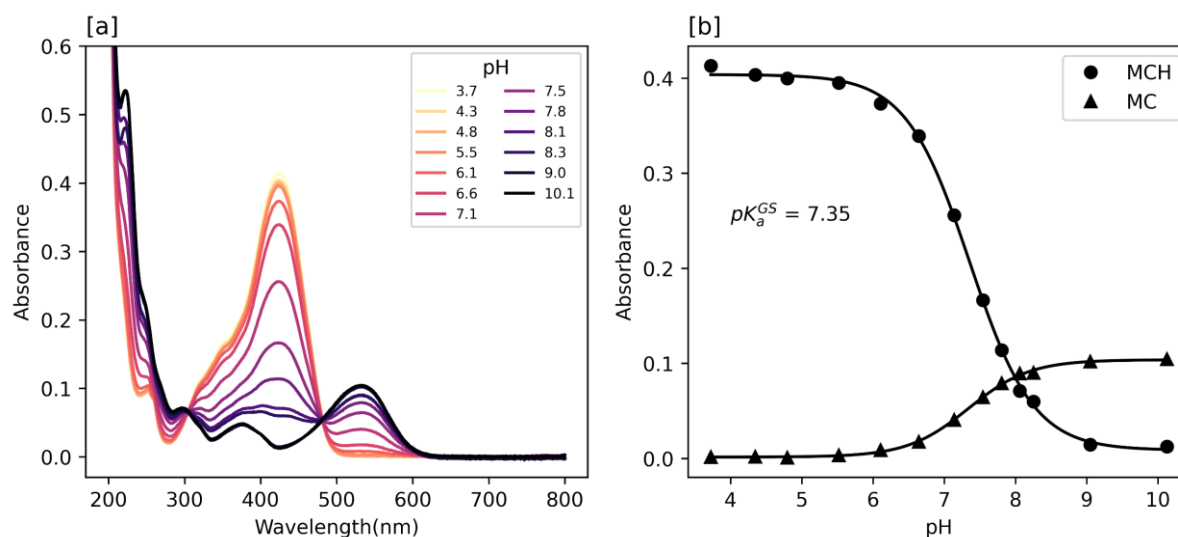 [a]
0.6
0.5
0.4
0.3
0.2
0.1
0.0
Absorbance
200 300 400 500 600 700 800
Wavelength(nm)
pH
3.7 7.5
4.3 7.8
4.8 8.1
5.5 8.3
6.1 9.0
6.6 10.1
7.1
[b]
0.4
0.3
0.2
0.1
0.0
Absorbance
4 5 6 7 8 9 10
pH
MCH
MC
pK_a^{GS} = 7.35